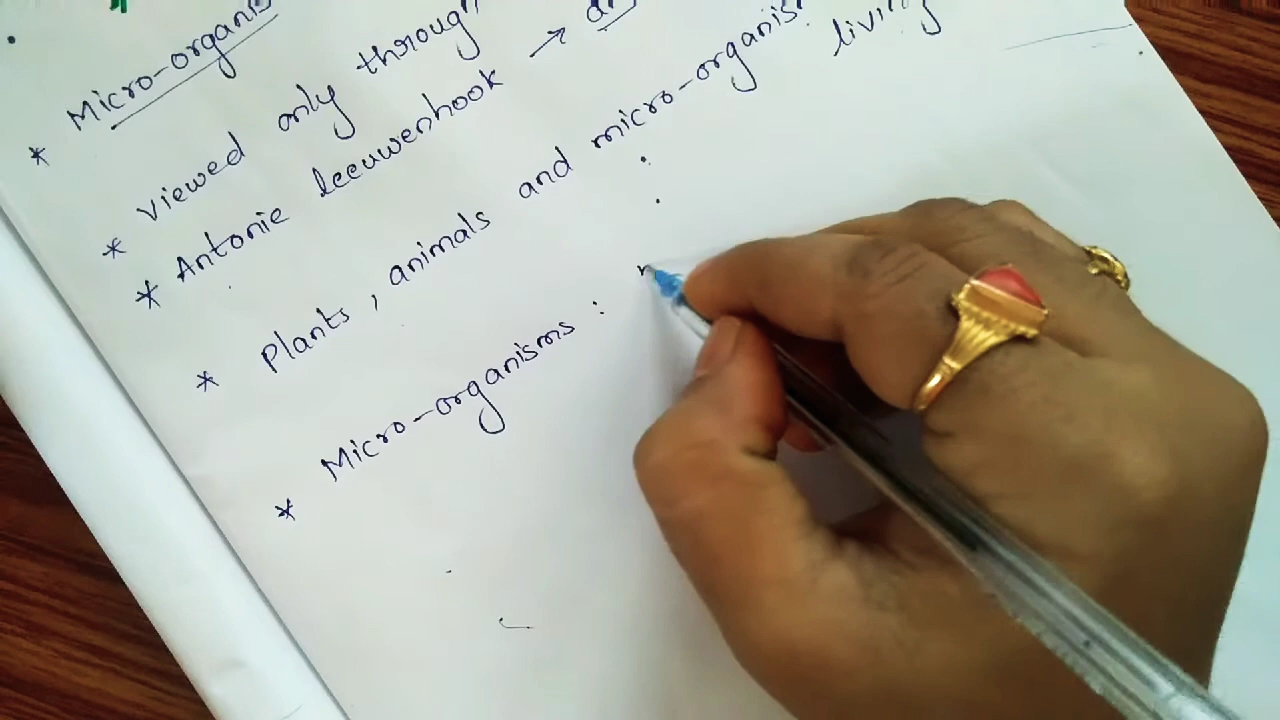 * Micro-organis
* viewed only throug
* Antonie leeuwenhook →
* Plants, animals and micro-organis
living
* Micro-organisms :